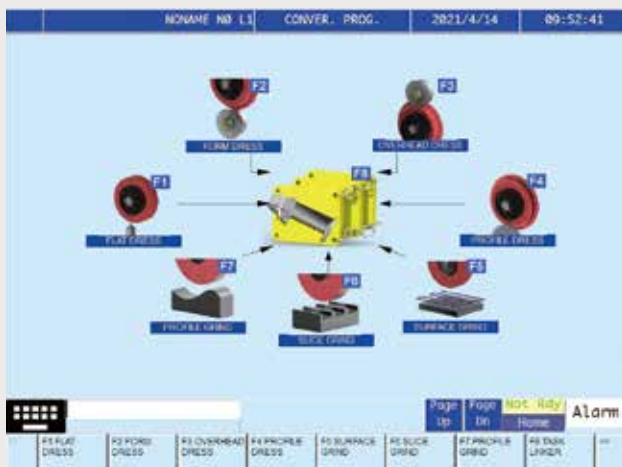 NONAME N0 L1 CONVER. PROG. 2021/4/14 09:52:41
F2 F3
FORM DRESS OVERHEAD DRESS
F1 F8 F4
FLAT DRESS PROFILE DRESS
F7 F6 F5
PROFILE GRIND SLICE GRIND SURFACE GRIND
Page Up Page Dn Not Rdy Home Alarm
F1 FLAT DRESS F2 FORM DRESS F3 OVERHEAD DRESS F4 PROFILE DRESS F5 SURFACE GRIND F6 SLICE GRIND F7 PROFILE GRIND F8 TASK LINKER